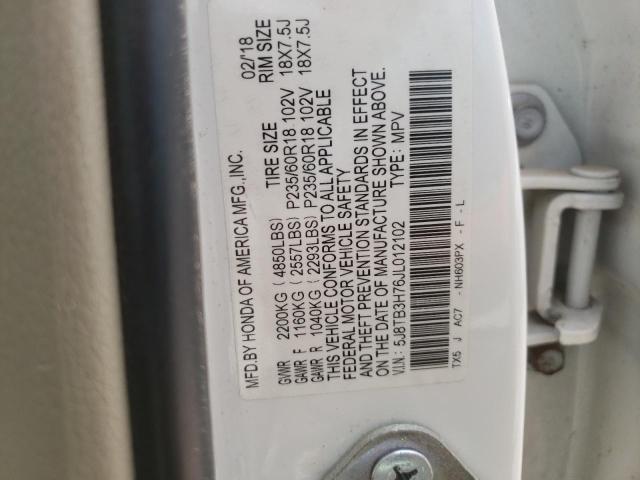 MFD.BY HONDA OF AMERICA MFG.,INC. 02/18
TIRE SIZE RIM SIZE
GVWR 2200KG ( 4850LBS)
GAWR F 1160KG ( 2557LBS) P235/60R18 102V 18X7.5J
GAWR R 1040KG ( 2293LBS) P235/60R18 102V 18X7.5J
THIS VEHICLE CONFORMS TO ALL APPLICABLE
FEDERAL MOTOR VEHICLE SAFETY
AND THEFT PREVENTION STANDARDS IN EFFECT
ON THE DATE OF MANUFACTURE SHOWN ABOVE.
V.I.N.: 5J8TB3H76JL012102 TYPE: MPV
TX5 J AC7 - NH603PX - F - L